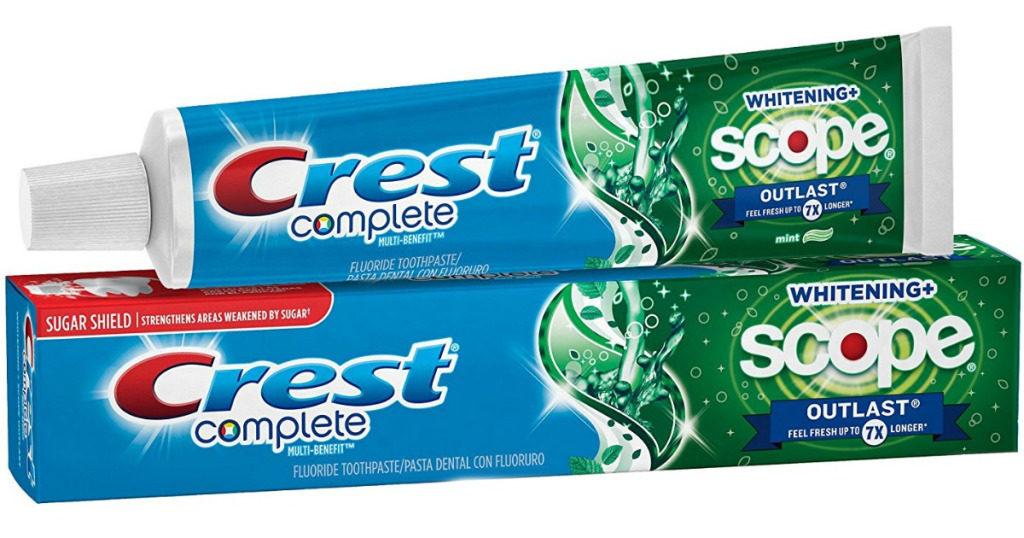 Crest®
complete
MULTI-BENEFIT™
FLUORIDE TOOTHPASTE/
PASTA DENTAL CON FLUORURO
WHITENING+
scope®
OUTLAST®
FEEL FRESH UP TO 7X LONGER*
mint
SUGAR SHIELD | STRENGTHENS AREAS WEAKENED BY SUGAR†
Crest®
complete
MULTI-BENEFIT™
FLUORIDE TOOTHPASTE/PASTA DENTAL CON FLUORURO
OUTLAST®
WHITENING+
scope®
OUTLAST®
FEEL FRESH UP TO 7X LONGER*